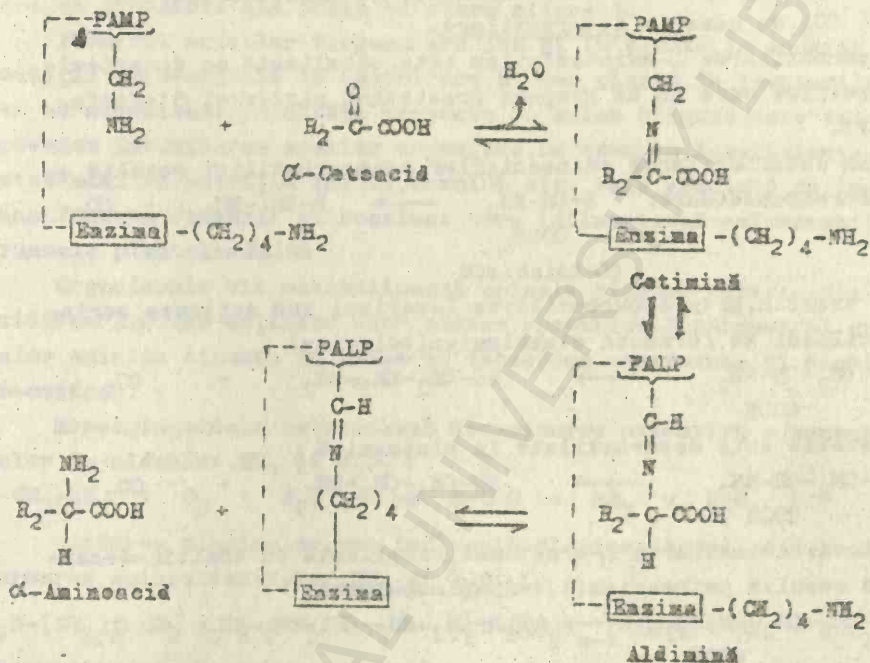 PAMP PAMP
CH₂ O H₂O CH₂
NH₂ + R₂-C-COOH N
α-Cetoacid R₂-C-COOH
Enzima -(CH₂)₄-NH₂ Enzima -(CH₂)₄-NH₂
Cetimină
PALP PALP
C-H C-H
N N
NH₂ (CH₂)₄ R₂-C-COOH
R₂-C-COOH + H
H Enzima Enzima -(CH₂)₄-NH₂
α-Aminoacid Aldimină
UNIVERSITY